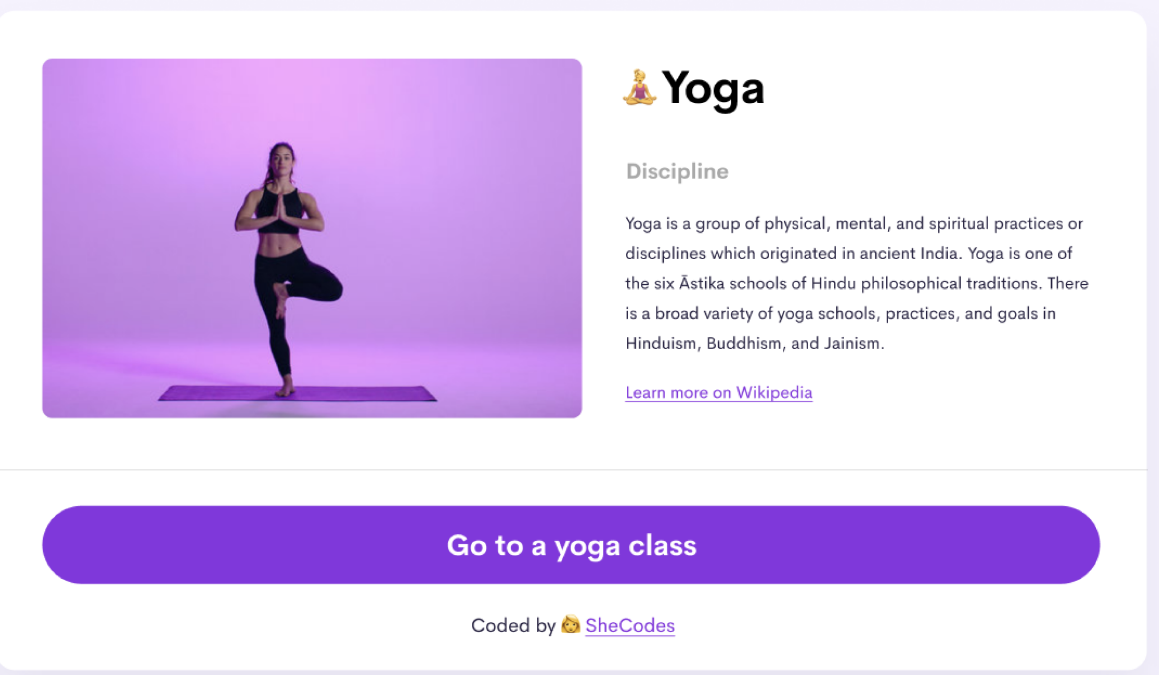 🧘‍♀️Yoga
Discipline
Yoga is a group of physical, mental, and spiritual practices or
disciplines which originated in ancient India. Yoga is one of
the six Āstika schools of Hindu philosophical traditions. There
is a broad variety of yoga schools, practices, and goals in
Hinduism, Buddhism, and Jainism.
Learn more on Wikipedia
Go to a yoga class
Coded by 👩 SheCodes